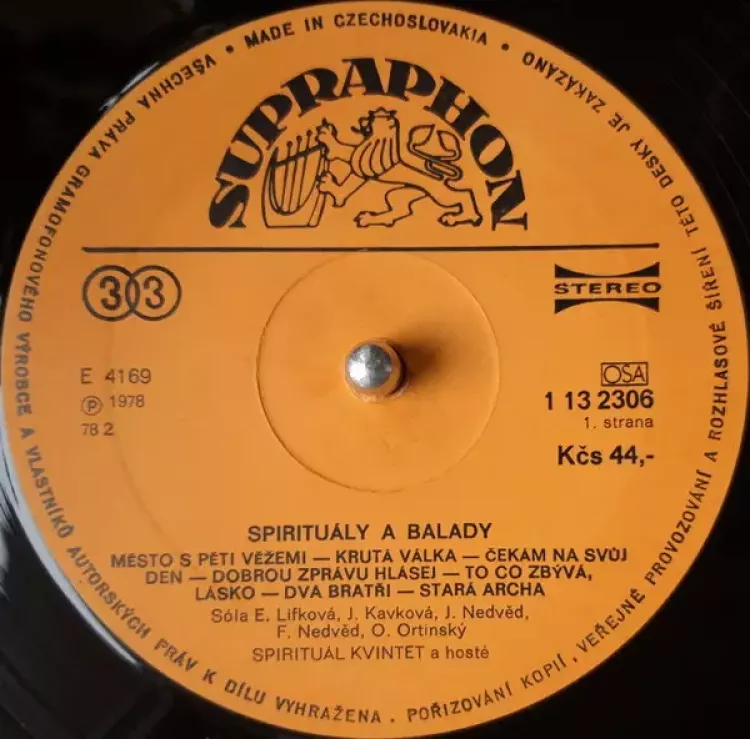 • MADE IN CZECHOSLOVAKIA •
VŠECHNA PRÁVA GRAMOFONOVÉHO VÝROBCE A VLASTNÍKŮ AUTORSKÝCH PRÁV K DÍLU VYHRAŽENA • POŘIZOVÁNÍ KOPIÍ, VEŘEJNÉ PROVOZOVÁNÍ A ROZHLASOVÉ ŠÍŘENÍ TÉTO DESKY JE ZAKÁZÁNO
SUPRAPHON
33
STEREO
E 4169
℗ 1978
78 2
OSA
1 13 2306
1. strana
Kčs 44,-
SPIRITUÁLY A BALADY
MĚSTO S PĚTI VĚŽEMI — KRUTÁ VÁLKA — ČEKÁM NA SVŮJ
DEN — DOBROU ZPRÁVU HLÁSEJ — TO CO ZBÝVÁ,
LÁSKO — DVA BRATŘI — STARÁ ARCHA
Sóla E. Lifková, J. Kavková, J. Nedvěd,
F. Nedvěd, O. Ortinský
SPIRITUÁL KVINTET a hosté